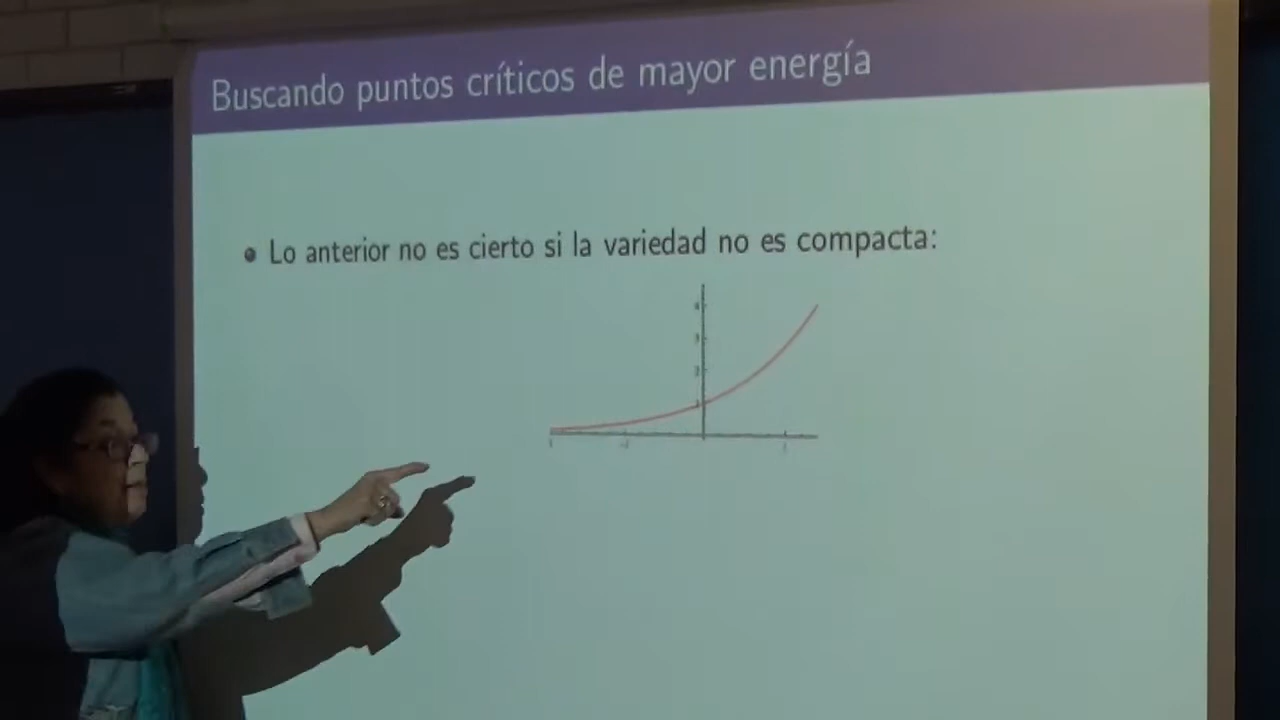 Buscando puntos críticos de mayor energía
Lo anterior no es cierto si la variedad no es compacta: